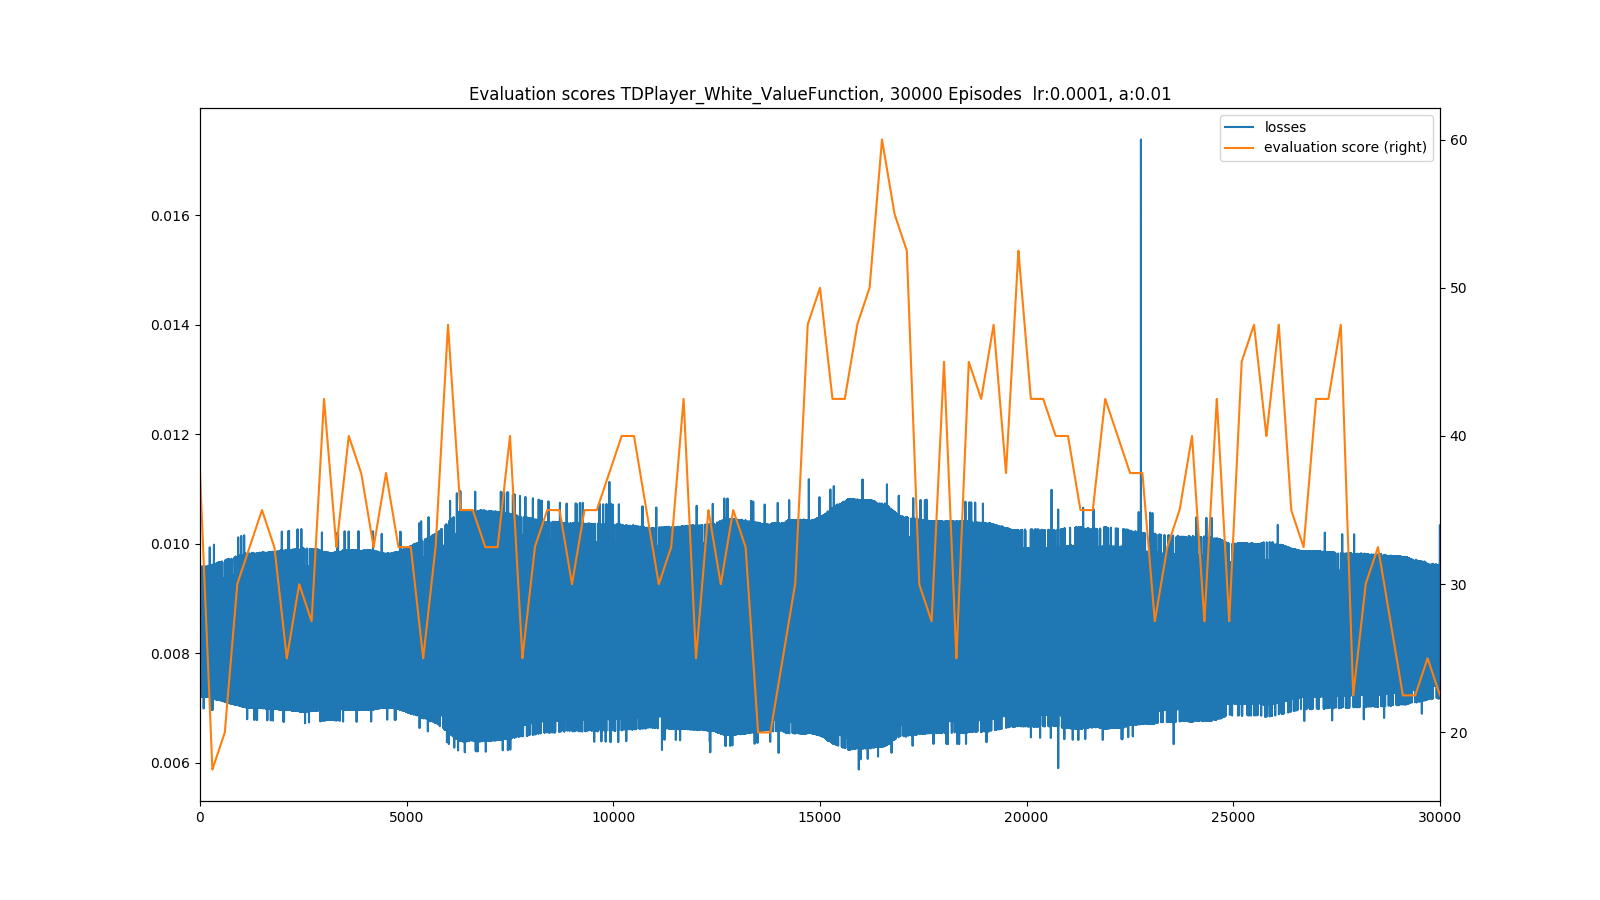 Evaluation scores TDPlayer_White_ValueFunction, 30000 Episodes  lr:0.0001, a:0.01
losses
evaluation score (right)
0.016
0.014
0.012
0.010
0.008
0.006
60
50
40
30
20
0 5000 10000 15000 20000 25000 30000